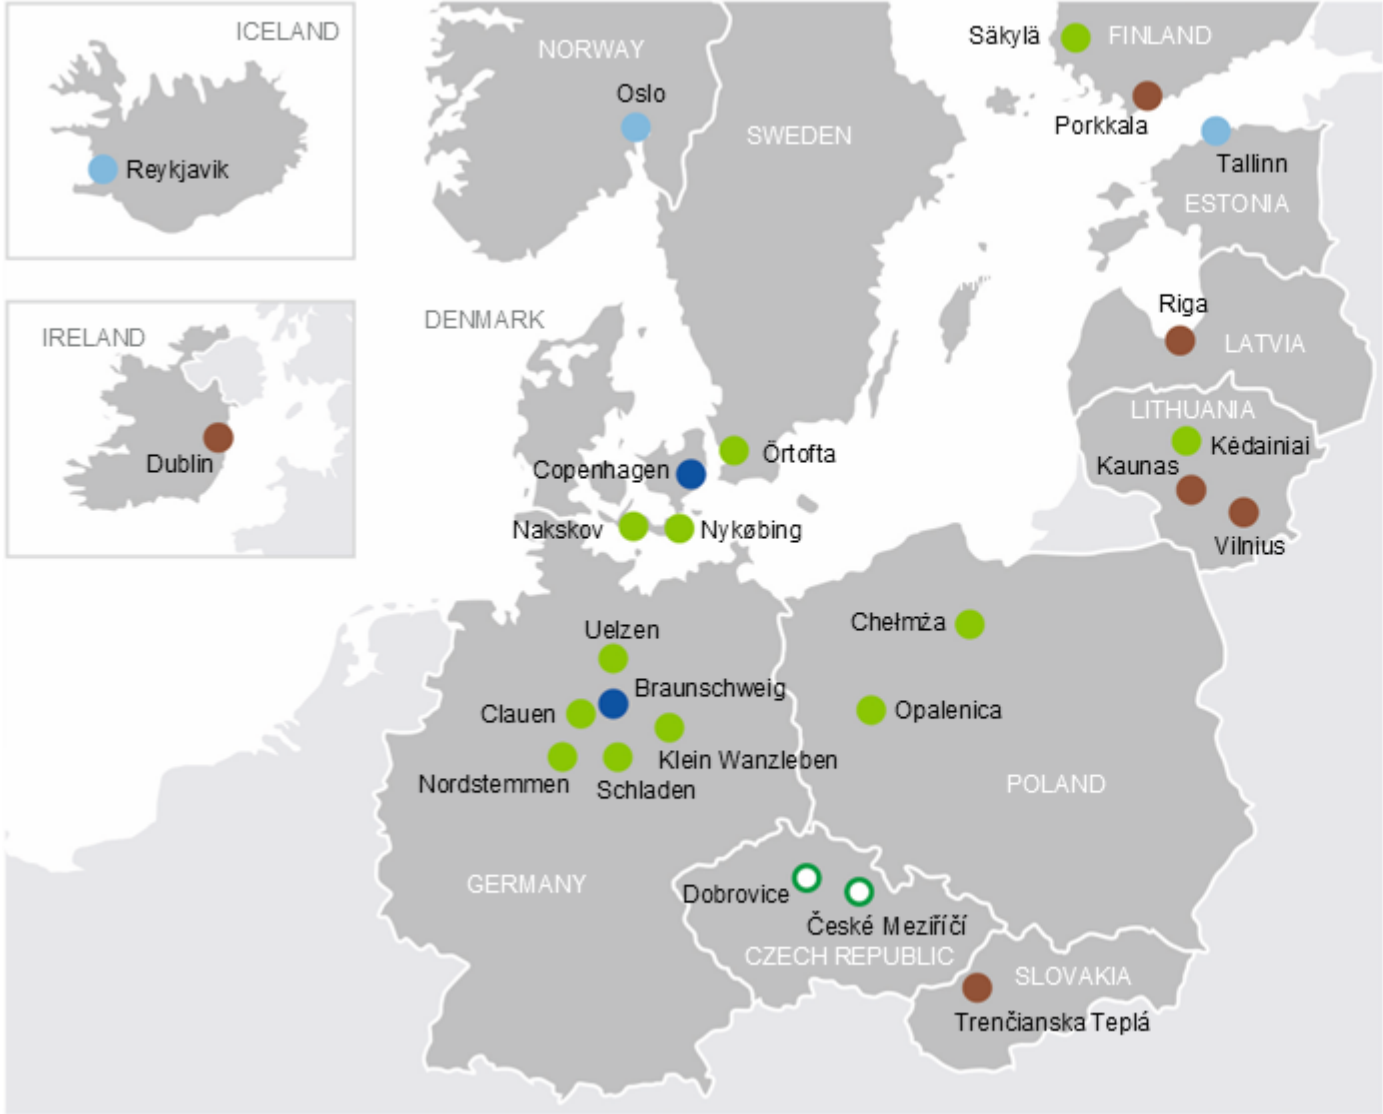 ICELAND
Reykjavik
IRELAND
Dublin
NORWAY
Oslo
SWEDEN
Säkylä
FINLAND
Porkkala
Tallinn
ESTONIA
Riga
LATVIA
LITHUANIA
Kėdainiai
Kaunas
Vilnius
DENMARK
Örtofta
Copenhagen
Nakskov
Nykøbing
Uelzen
Braunschweig
Clauen
Klein Wanzleben
Nordstemmen
Schladen
GERMANY
Chełmża
Opalenica
POLAND
Dobrovice
České Meziříčí
CZECH REPUBLIC
SLOVAKIA
Trenčianska Teplá